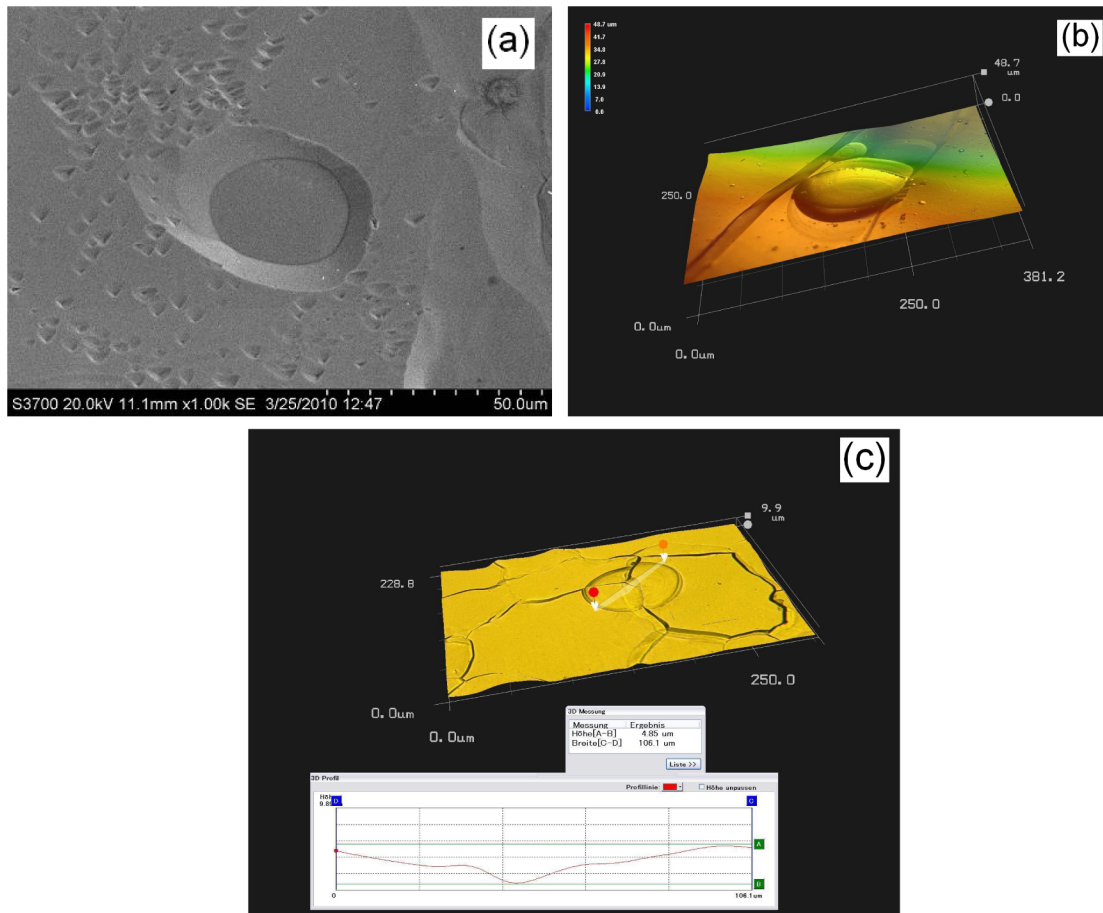 (a)
S3700 20.0kV 11.1mm x1.00k SE 3/25/2010 12:47 50.0um
(b)
48.7 um
41.7
34.8
27.8
20.9
13.9
7.0
0.0
48.7
um
0.0
250.0
381.2
250.0
0.0um
0.0um
(c)
9.9
um
228.8
250.0
0.0um
0.0um
3D Messung
Messung Ergebnis
Höhe[A-B] 4.85 um
Breite[C-D] 106.1 um
Liste >>
3D Profil
Profillinie: Höhe anpassen
D C
A
B
0 106.1um